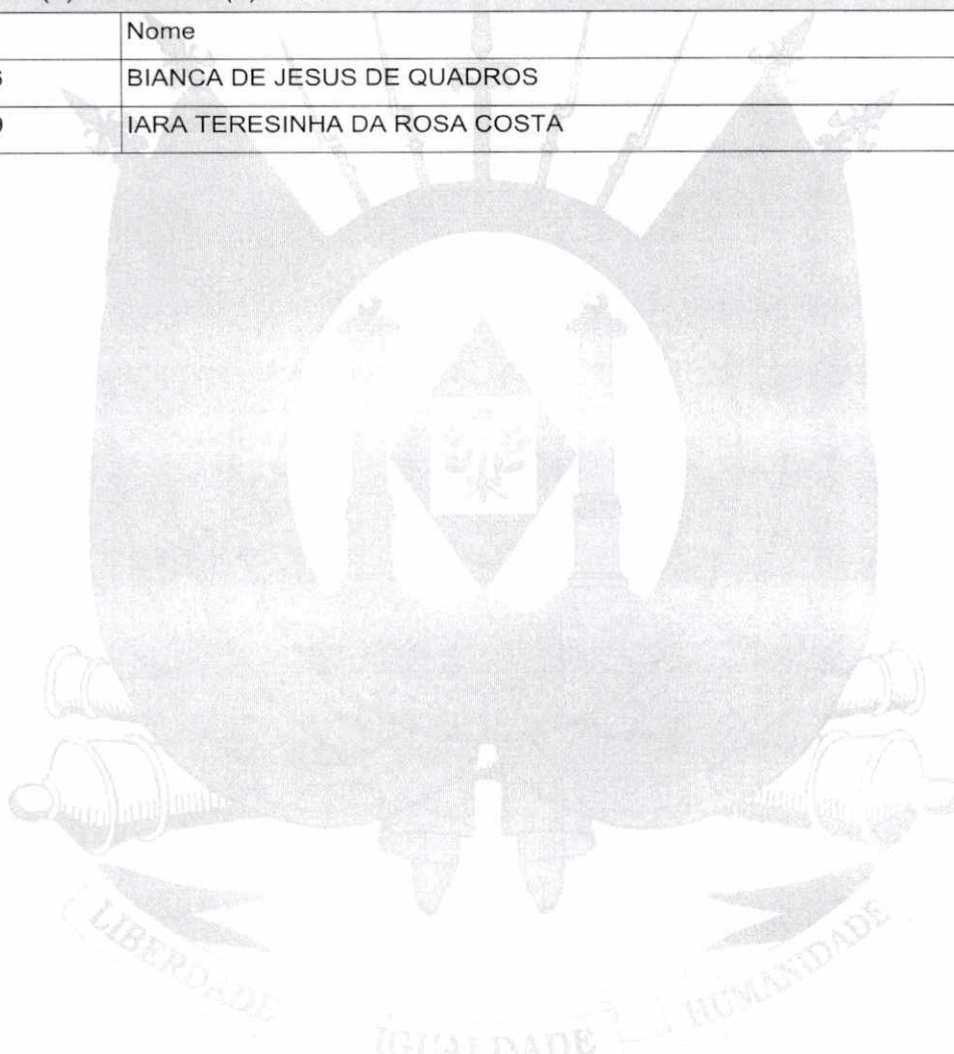 Nome
BIANCA DE JESUS DE QUADROS
IARA TERESINHA DA ROSA COSTA
LIBERDADE
IGUALDADE
HUMANIDADE